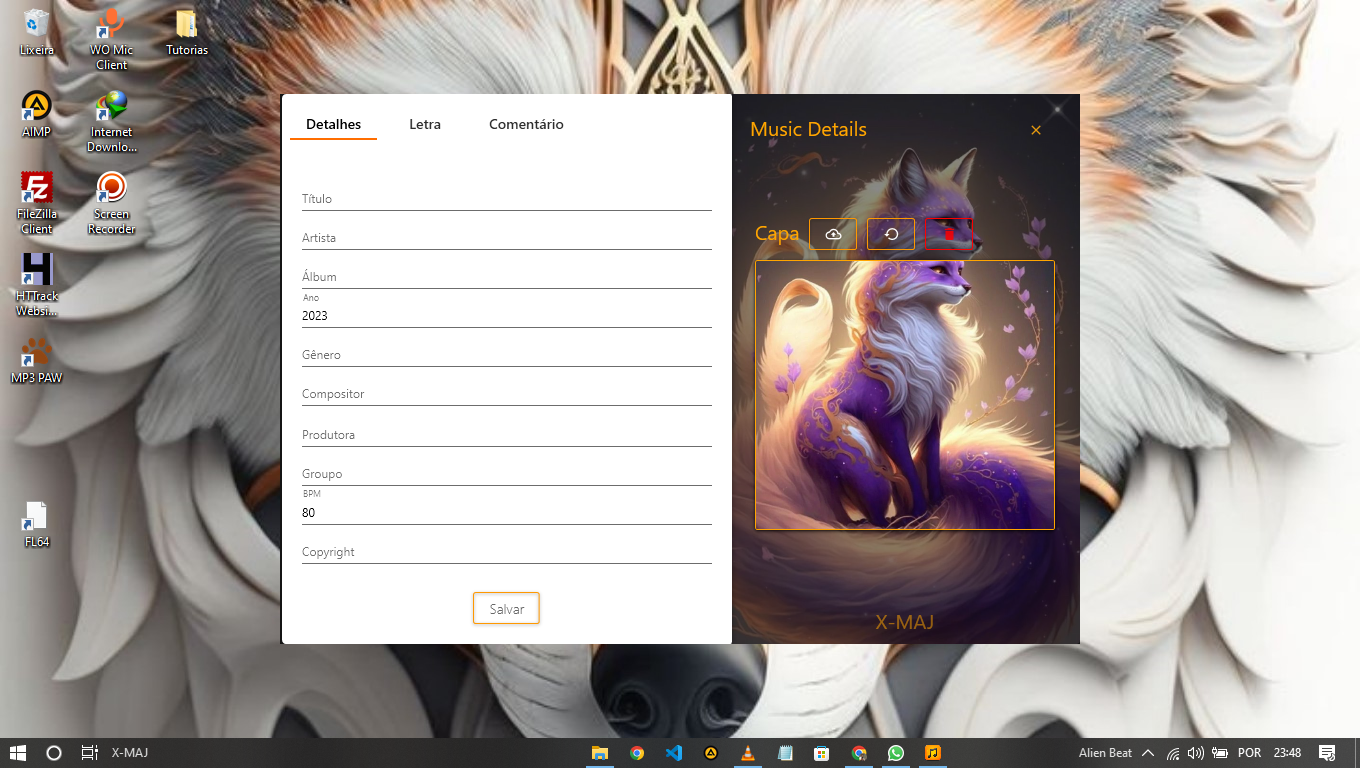 Lixeira
WO Mic
Client
Tutorias
AIMP
Internet
Downlo...
FileZilla
Client
Screen
Recorder
HTTrack
Websi...
MP3 PAW
FL64
Detalhes
Letra
Comentário
Título
Artista
Álbum
Ano
2023
Gênero
Compositor
Produtora
Groupo
BPM
80
Copyright
Salvar
Music Details
Capa
X-MAJ
X-MAJ
Alien Beat
POR
23:48